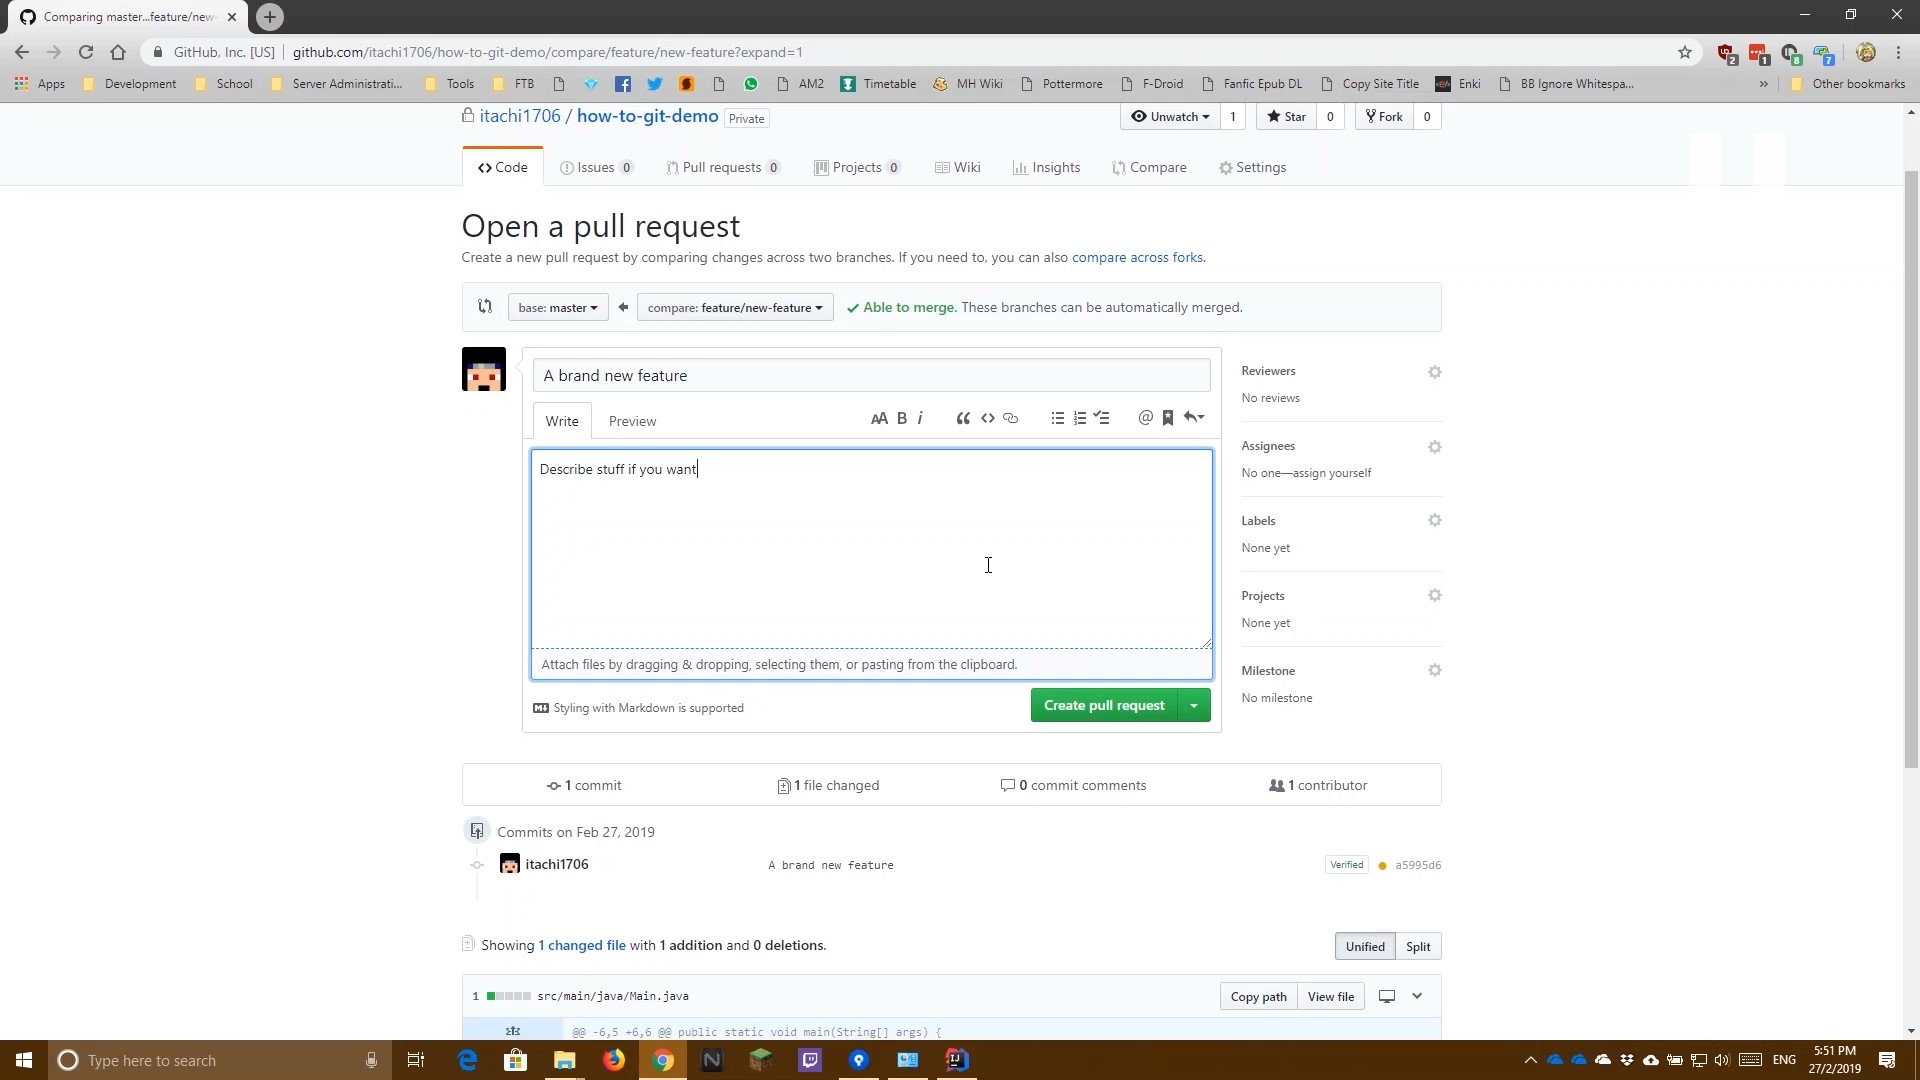 Comparing master...feature/new-
GitHub, Inc. [US] github.com/itachi1706/how-to-git-demo/compare/feature/new-feature?expand=1
2 1 8 7
Apps Development School Server Administrati... Tools FTB AM2 Timetable MH Wiki Pottermore F-Droid Fanfic Epub DL Copy Site Title Enki BB Ignore Whitespa... » Other bookmarks
itachi1706 / how-to-git-demo Private Unwatch 1 Star 0 Fork 0
Code Issues 0 Pull requests 0 Projects 0 Wiki Insights Compare Settings
Open a pull request
Create a new pull request by comparing changes across two branches. If you need to, you can also compare across forks.
base: master compare: feature/new-feature Able to merge. These branches can be automatically merged.
A brand new feature
Write Preview
Describe stuff if you want
Attach files by dragging & dropping, selecting them, or pasting from the clipboard.
Styling with Markdown is supported
Create pull request
Reviewers
No reviews
Assignees
No one—assign yourself
Labels
None yet
Projects
None yet
Milestone
No milestone
1 commit 1 file changed 0 commit comments 1 contributor
Commits on Feb 27, 2019
itachi1706 A brand new feature Verified a5995d6
Showing 1 changed file with 1 addition and 0 deletions. Unified Split
1 src/main/java/Main.java Copy path View file
@@ -6,5 +6,6 @@ public static void main(String[] args) {
Type here to search
ENG
5:51 PM
27/2/2019